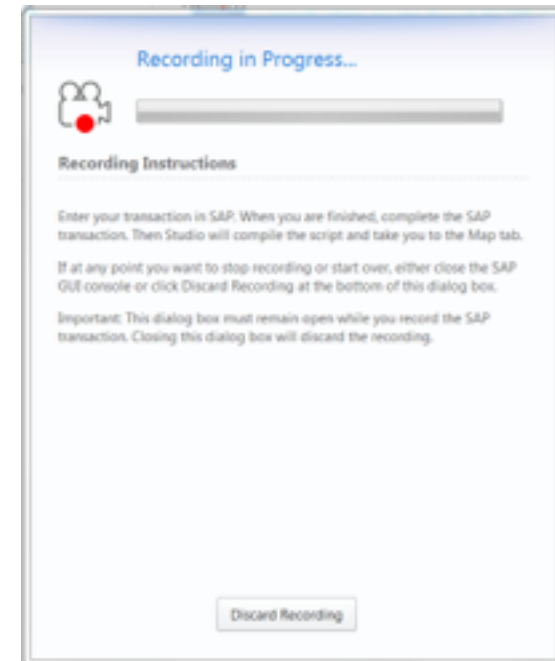 Recording in Progress...
Recording Instructions
Enter your transaction in SAP. When you are finished, complete the SAP
transaction. Then Studio will compile the script and take you to the Map tab.
If at any point you want to stop recording or start over, either close the SAP
GUI console or click Discard Recording at the bottom of this dialog box.
Important: This dialog box must remain open while you record the SAP
transaction. Closing this dialog box will discard the recording.
Discard Recording